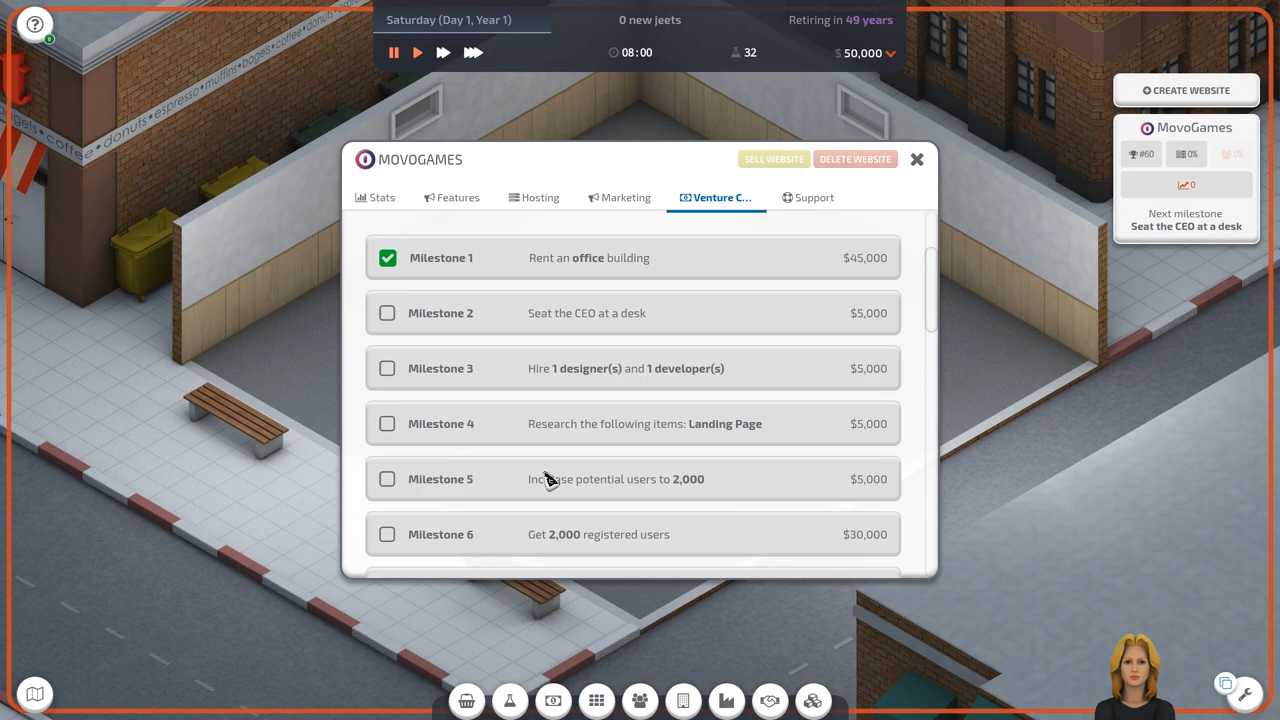 Saturday (Day 1, Year 1)
0 new jeets
Retiring in 49 years
08:00
32
$ 50,000
donuts•espresso•muffins•bagels•coffee•donuts•
bagels•coffee•donuts•
t
CREATE WEBSITE
MovoGames
#60
0%
0%
0
Next milestone
Seat the CEO at a desk
MOVOGAMES
SELL WEBSITE
DELETE WEBSITE
Stats
Features
Hosting
Marketing
Venture C...
Support
Milestone 1 Rent an office building $45,000
Milestone 2 Seat the CEO at a desk $5,000
Milestone 3 Hire 1 designer(s) and 1 developer(s) $5,000
Milestone 4 Research the following items: Landing Page $5,000
Milestone 5 Increase potential users to 2,000 $5,000
Milestone 6 Get 2,000 registered users $30,000